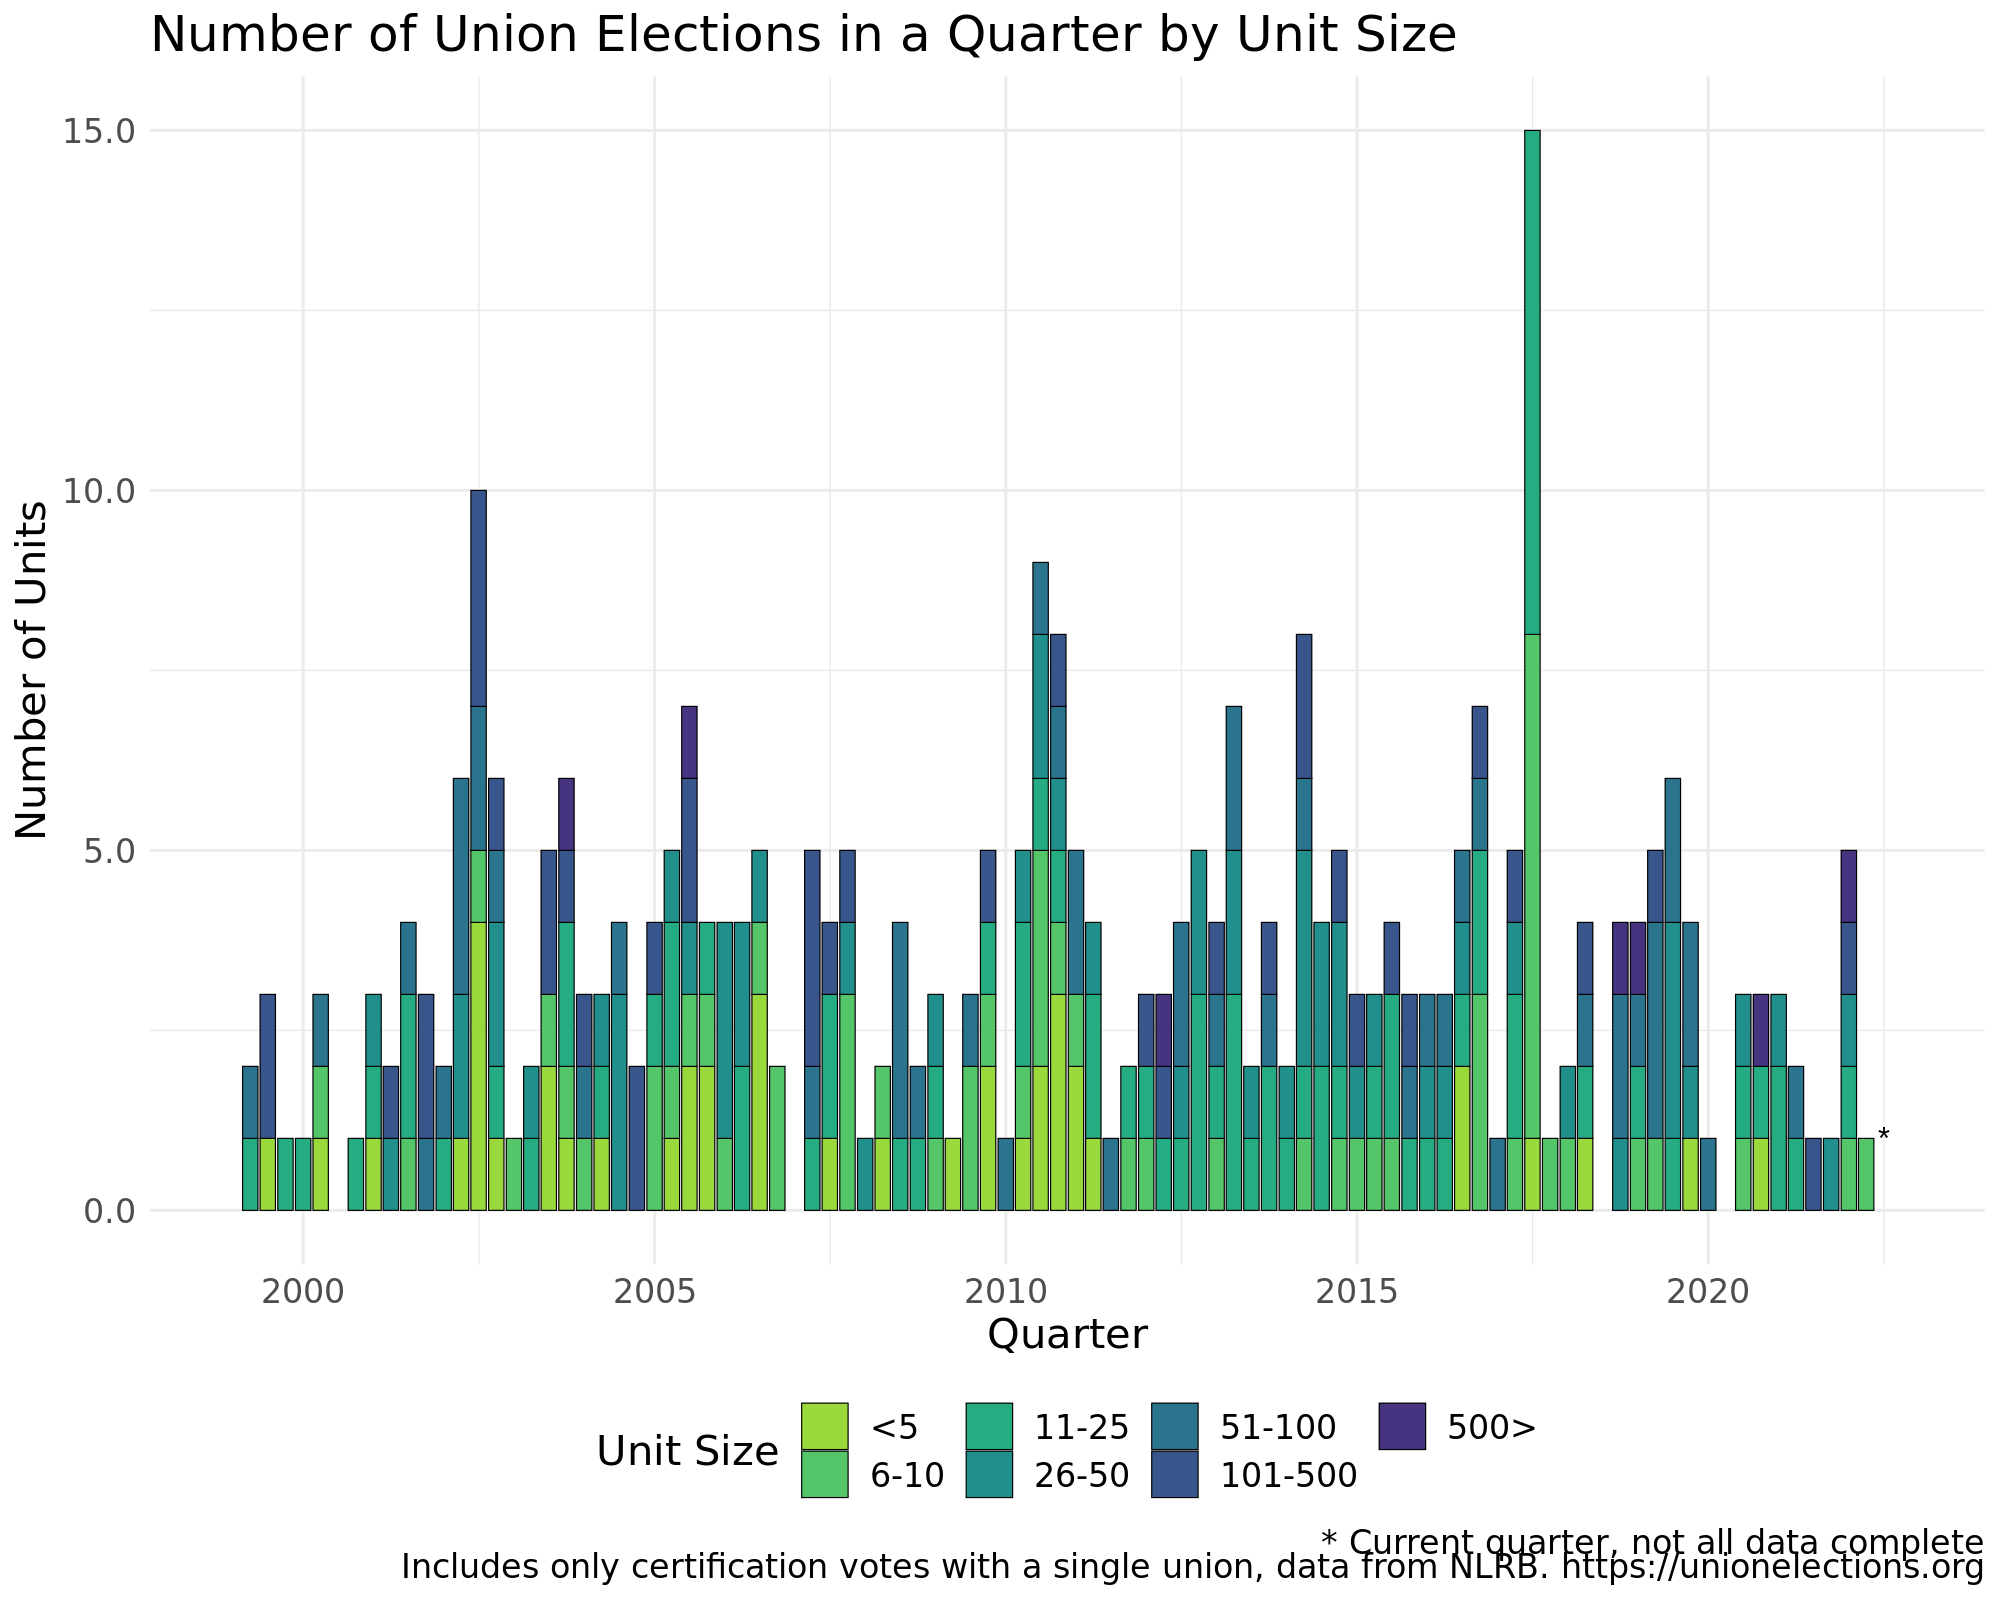 Number of Union Elections in a Quarter by Unit Size
Number of Units
15.0
10.0
5.0
0.0
*
2000 2005 2010 2015 2020
Quarter
Unit Size
<5 11-25 51-100 500>
6-10 26-50 101-500
* Current quarter, not all data complete
Includes only certification votes with a single union, data from NLRB. https://unionelections.org